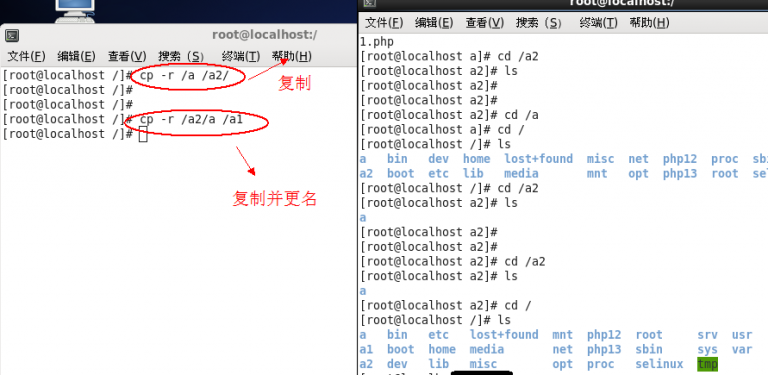 root@localhost:/
文件(F) 编辑(E) 查看(V) 搜索 (S) 终端(T) 帮助(H)
[root@localhost /]# cp -r /a /a2/
[root@localhost /]#
[root@localhost /]#
[root@localhost /]# cp -r /a2/a /a1
[root@localhost /]#
复制
复制并更名
root@localhost:/
文件(F) 编辑(E) 查看(V) 搜索(S) 终端(T) 帮助(H)
1.php
[root@localhost a]# cd /a2
[root@localhost a2]# ls
[root@localhost a2]#
[root@localhost a2]#
[root@localhost a2]# cd /a
[root@localhost a]# cd /
[root@localhost /]# ls
a bin dev home lost+found misc net php12 proc sbi
a2 boot etc lib media mnt opt php13 root sel
[root@localhost /]# cd /a2
[root@localhost a2]# ls
a
[root@localhost a2]#
[root@localhost a2]#
[root@localhost a2]# cd /a2
[root@localhost a2]# ls
a
[root@localhost a2]# cd /
[root@localhost /]# ls
a bin etc lost+found mnt php12 root srv usr
a1 boot home media net php13 sbin sys var
a2 dev lib misc opt proc selinux tmp